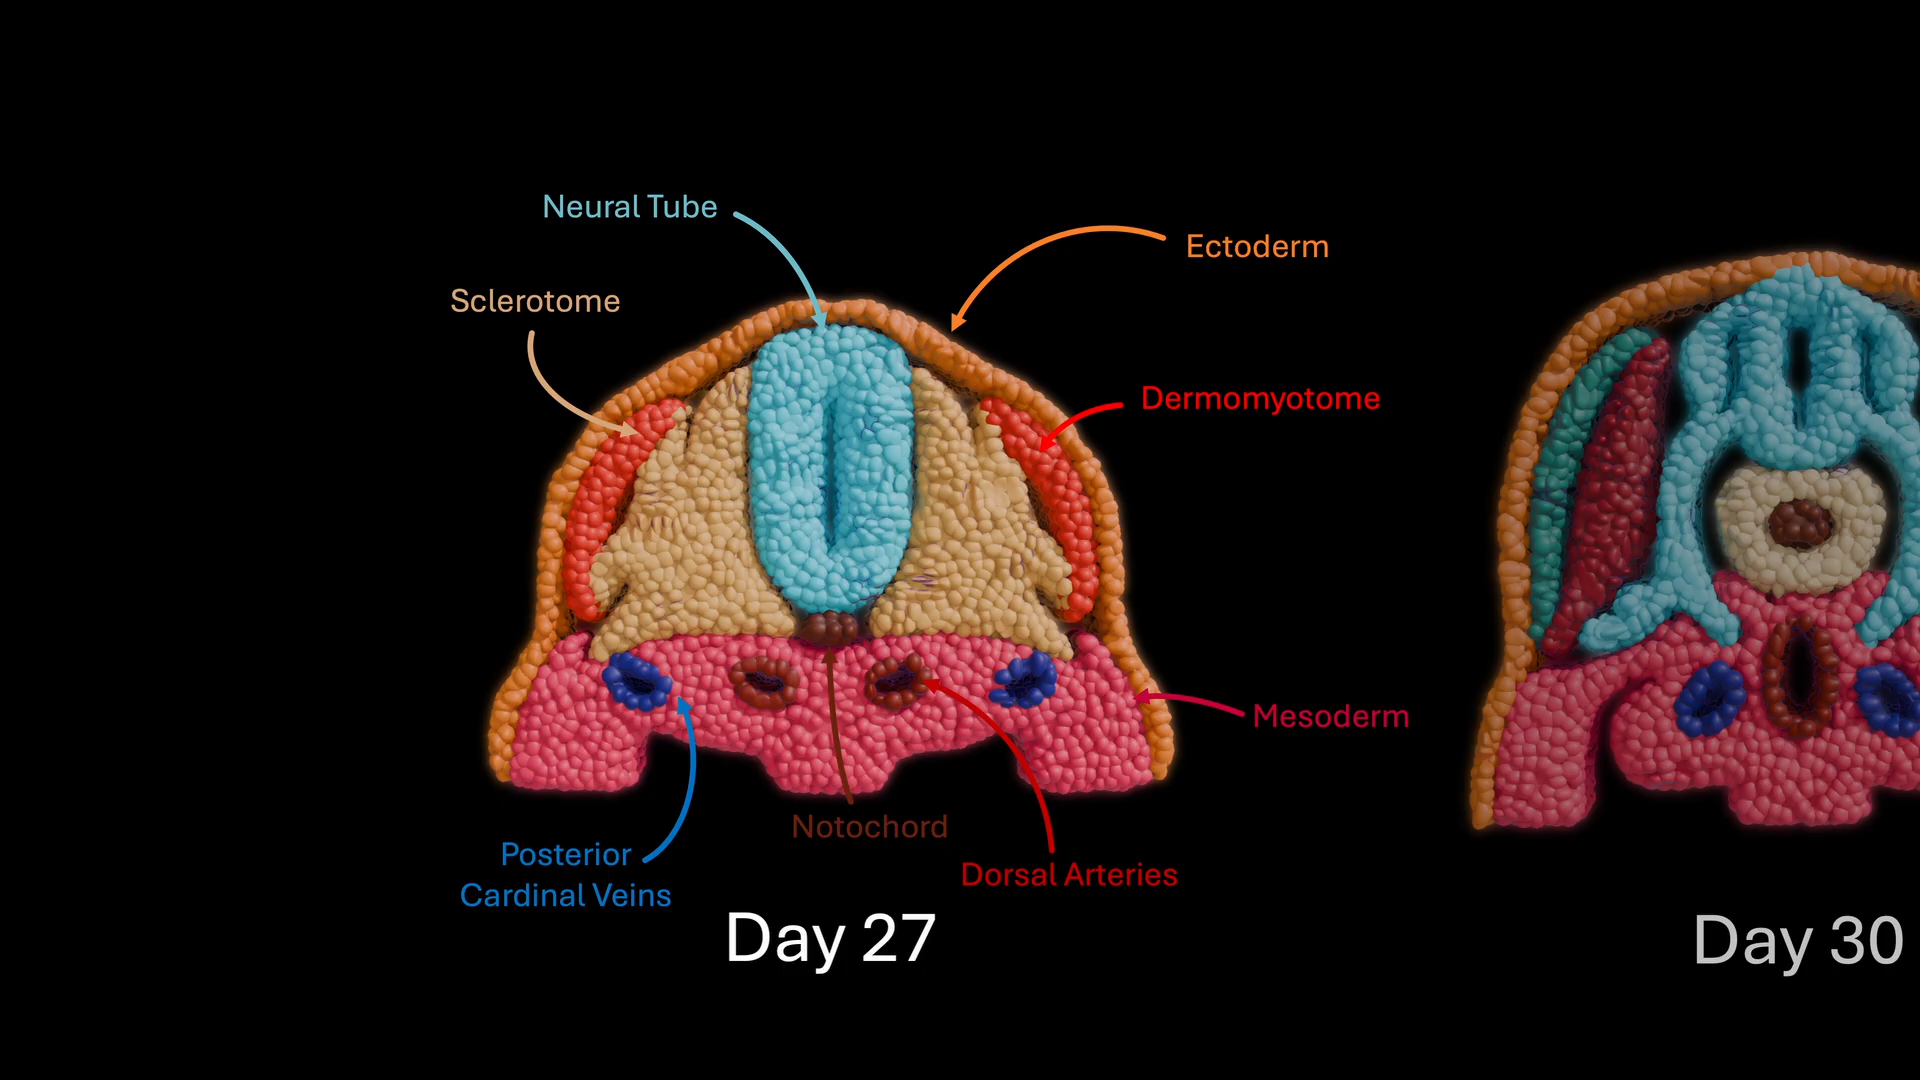 Neural Tube
Ectoderm
Sclerotome
Dermomyotome
Mesoderm
Notochord
Posterior
Cardinal Veins
Dorsal Arteries
Day 27
Day 30